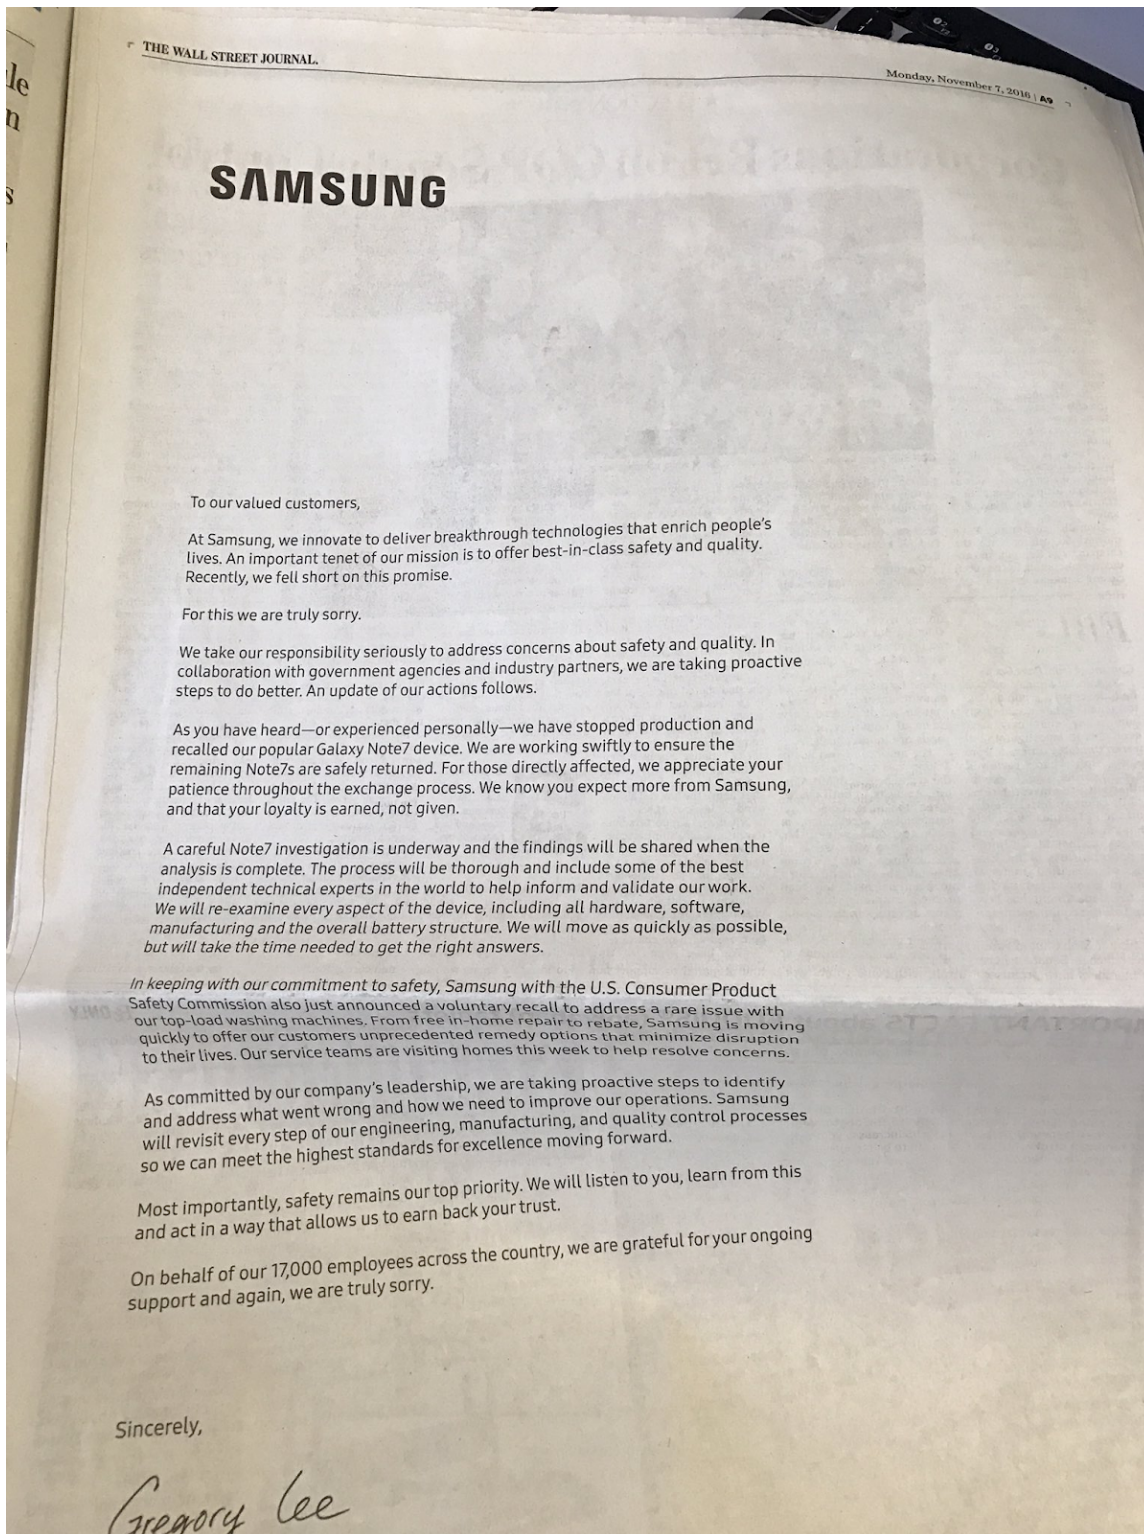 THE WALL STREET JOURNAL.
Monday, November 7, 2016 | A9
SAMSUNG
To our valued customers,
At Samsung, we innovate to deliver breakthrough technologies that enrich people's
lives. An important tenet of our mission is to offer best-in-class safety and quality.
Recently, we fell short on this promise.
For this we are truly sorry.
We take our responsibility seriously to address concerns about safety and quality. In
collaboration with government agencies and industry partners, we are taking proactive
steps to do better. An update of our actions follows.
As you have heard—or experienced personally—we have stopped production and
recalled our popular Galaxy Note7 device. We are working swiftly to ensure the
remaining Note7s are safely returned. For those directly affected, we appreciate your
patience throughout the exchange process. We know you expect more from Samsung,
and that your loyalty is earned, not given.
A careful Note7 investigation is underway and the findings will be shared when the
analysis is complete. The process will be thorough and include some of the best
independent technical experts in the world to help inform and validate our work.
We will re-examine every aspect of the device, including all hardware, software,
manufacturing and the overall battery structure. We will move as quickly as possible,
but will take the time needed to get the right answers.
In keeping with our commitment to safety, Samsung with the U.S. Consumer Product
Safety Commission also just announced a voluntary recall to address a rare issue with
our top-load washing machines. From free in-home repair to rebate, Samsung is moving
quickly to offer our customers unprecedented remedy options that minimize disruption
to their lives. Our service teams are visiting homes this week to help resolve concerns.
As committed by our company's leadership, we are taking proactive steps to identify
and address what went wrong and how we need to improve our operations. Samsung
will revisit every step of our engineering, manufacturing, and quality control processes
so we can meet the highest standards for excellence moving forward.
Most importantly, safety remains our top priority. We will listen to you, learn from this
and act in a way that allows us to earn back your trust.
On behalf of our 17,000 employees across the country, we are grateful for your ongoing
support and again, we are truly sorry.
Sincerely,
Gregory Lee